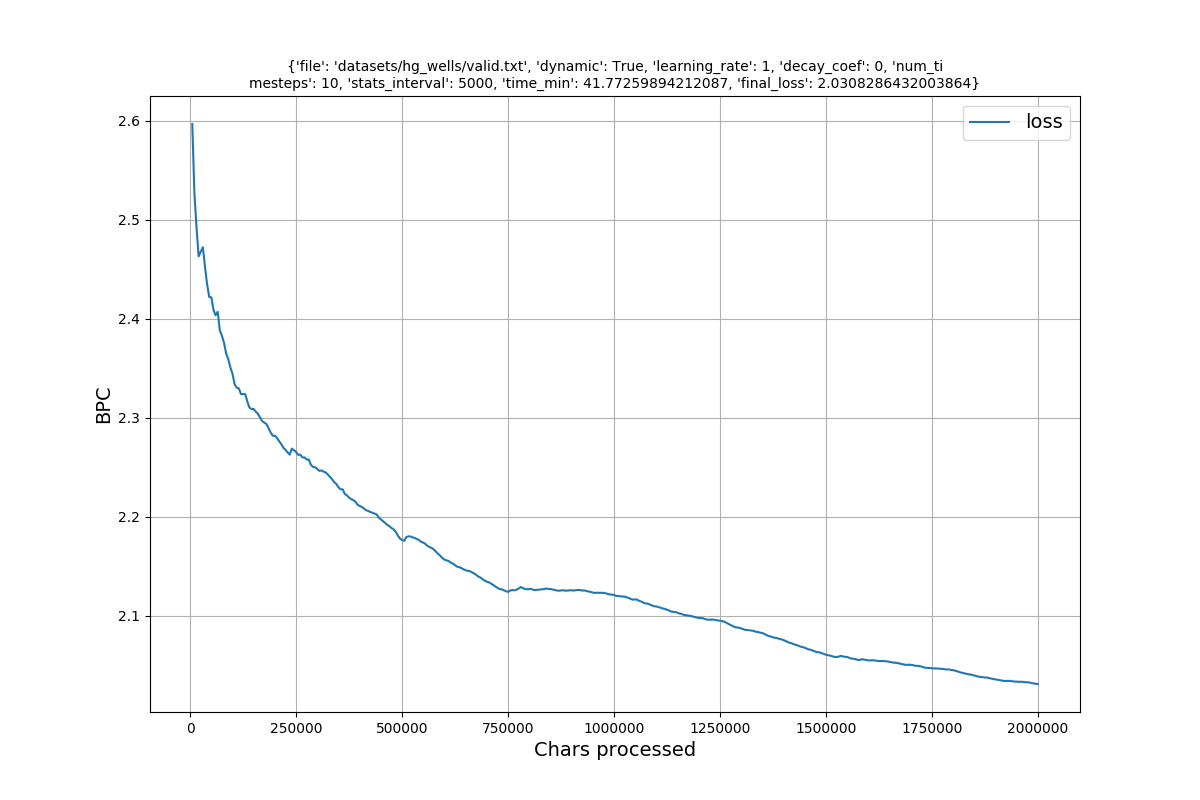 {'file': 'datasets/hg_wells/valid.txt', 'dynamic': True, 'learning_rate': 1, 'decay_coef': 0, 'num_ti
mesteps': 10, 'stats_interval': 5000, 'time_min': 41.77259894212087, 'final_loss': 2.0308286432003864}
loss
2.6
2.5
2.4
2.3
2.2
2.1
BPC
0 250000 500000 750000 1000000 1250000 1500000 1750000 2000000
Chars processed